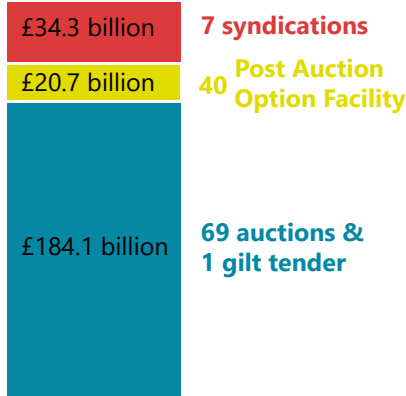 £34.3 billion 7 syndications
£20.7 billion 40 Post Auction
Option Facility
£184.1 billion 69 auctions &
1 gilt tender